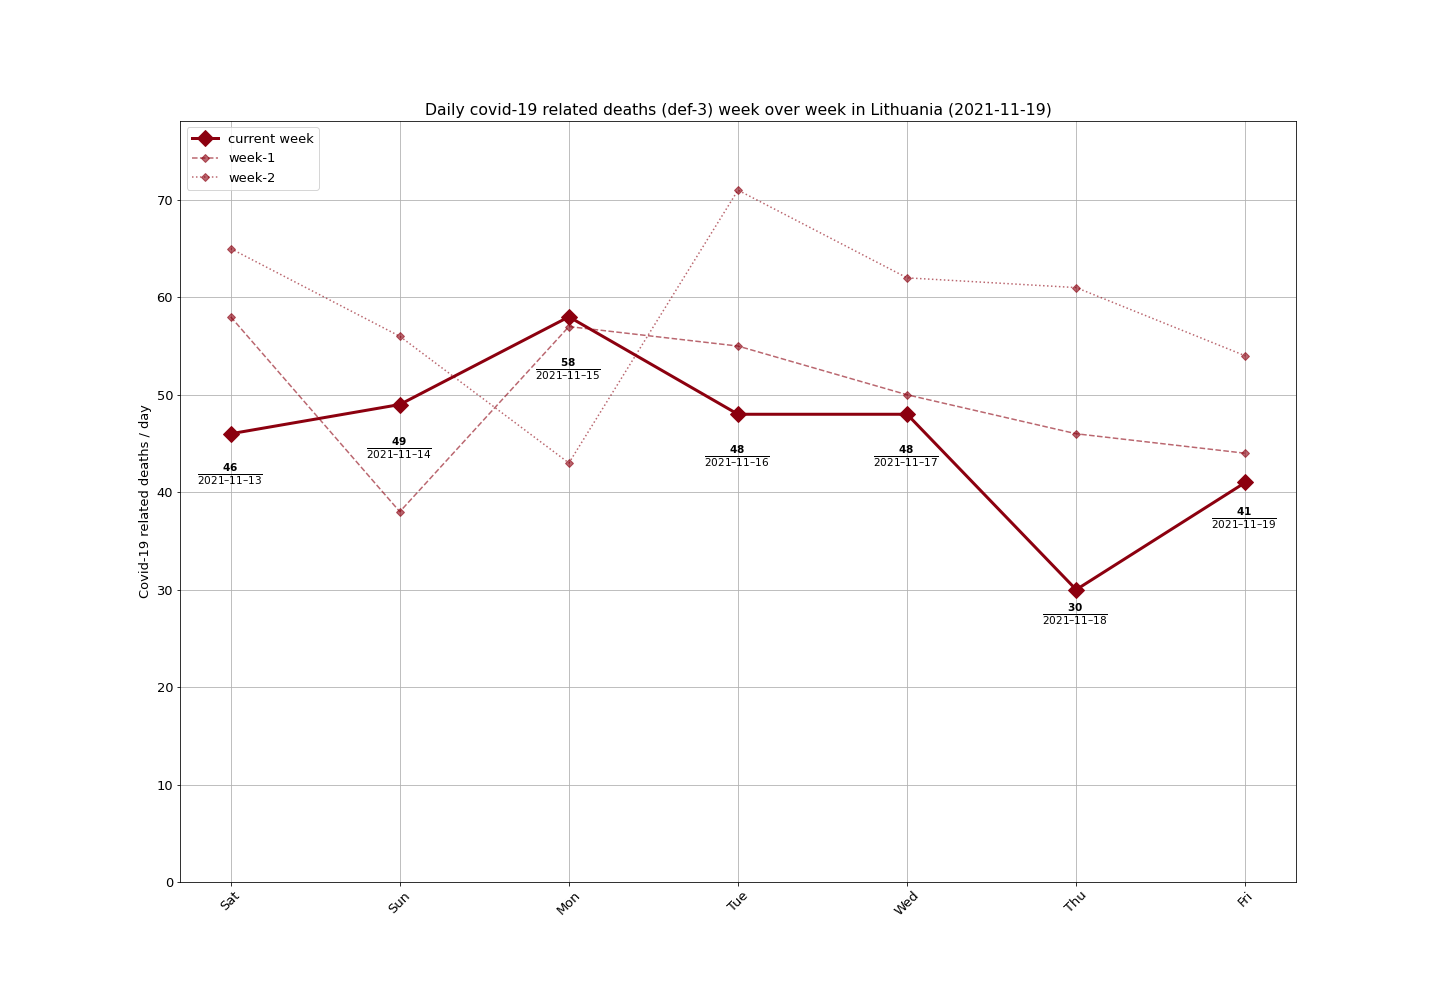 Daily covid-19 related deaths (def-3) week over week in Lithuania (2021-11-19)
current week
week-1
week-2
Covid-19 related deaths / day
70
60
50
40
30
20
10
0
46
2021–11–13
49
2021–11–14
58
2021–11–15
48
2021–11–16
48
2021–11–17
30
2021–11–18
41
2021–11–19
Sat
Sun
Mon
Tue
Wed
Thu
Fri